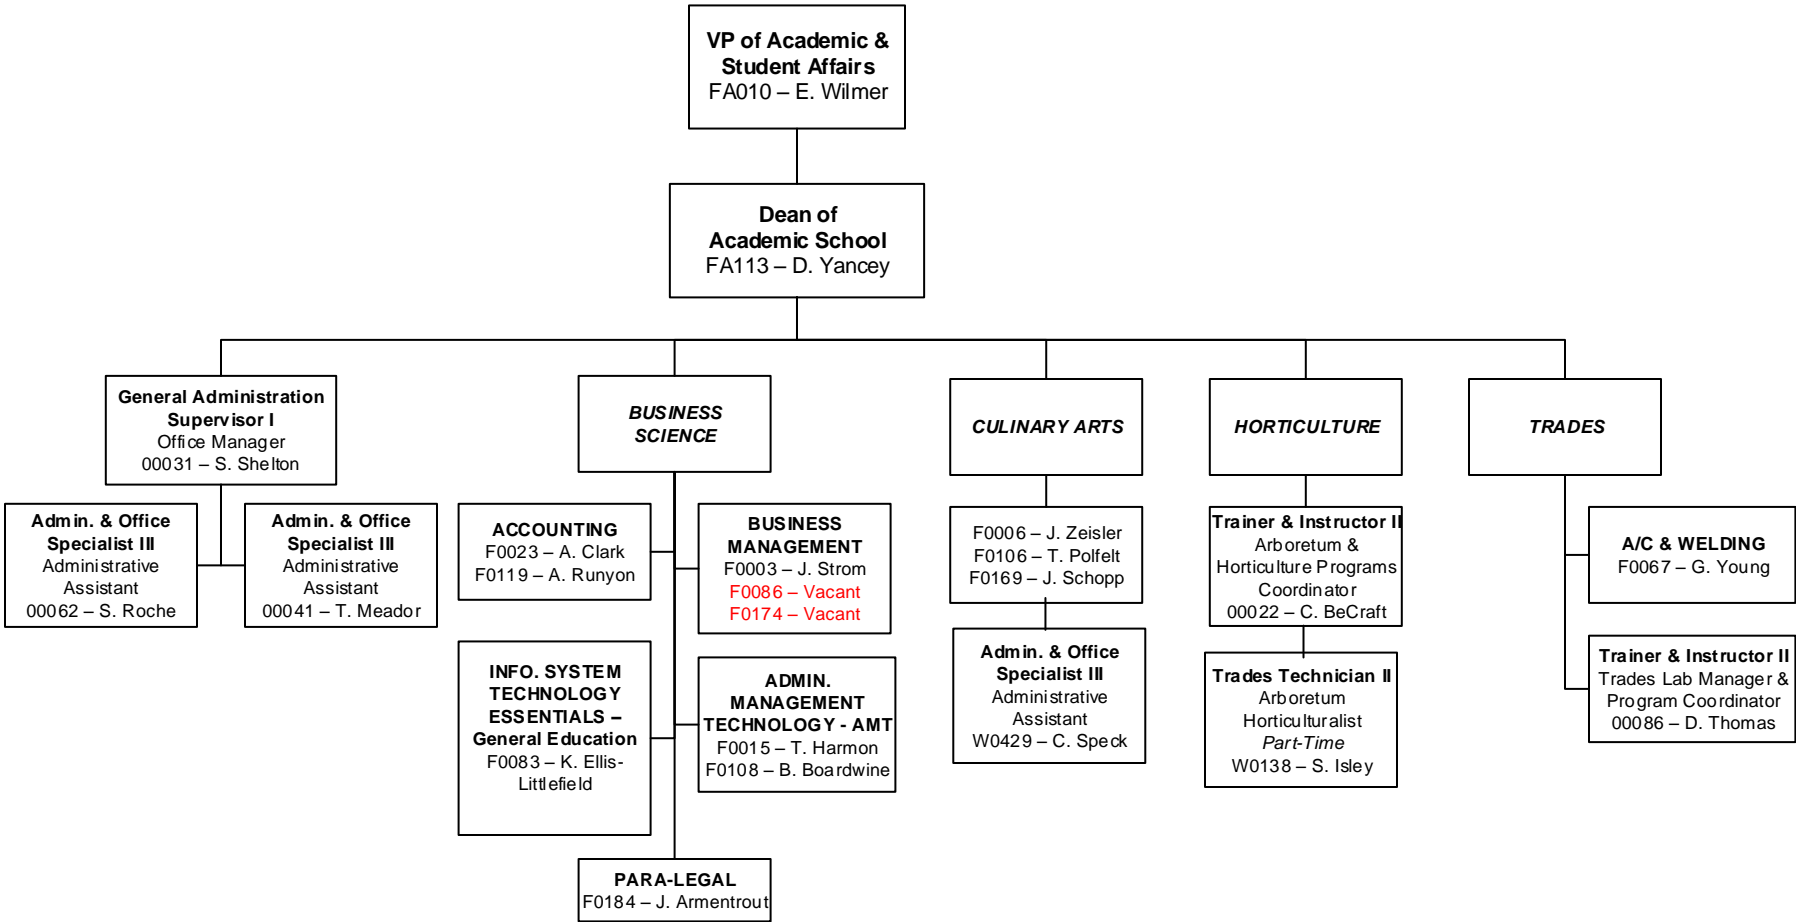 VP of Academic &
Student Affairs
FA010 – E. Wilmer
Dean of
Academic School
FA113 – D. Yancey
General Administration
Supervisor I
Office Manager
00031 – S. Shelton
Admin. & Office
Specialist III
Administrative
Assistant
00062 – S. Roche
Admin. & Office
Specialist III
Administrative
Assistant
00041 – T. Meador
BUSINESS
SCIENCE
ACCOUNTING
F0023 – A. Clark
F0119 – A. Runyon
BUSINESS
MANAGEMENT
F0003 – J. Strom
F0086 – Vacant
F0174 – Vacant
INFO. SYSTEM
TECHNOLOGY
ESSENTIALS –
General Education
F0083 – K. Ellis-
Littlefield
ADMIN.
MANAGEMENT
TECHNOLOGY - AMT
F0015 – T. Harmon
F0108 – B. Boardwine
PARA-LEGAL
F0184 – J. Armentrout
CULINARY ARTS
F0006 – J. Zeisler
F0106 – T. Polfelt
F0169 – J. Schopp
Admin. & Office
Specialist III
Administrative
Assistant
W0429 – C. Speck
HORTICULTURE
Trainer & Instructor II
Arboretum &
Horticulture Programs
Coordinator
00022 – C. BeCraft
Trades Technician II
Arboretum
Horticulturalist
Part-Time
W0138 – S. Isley
TRADES
A/C & WELDING
F0067 – G. Young
Trainer & Instructor II
Trades Lab Manager &
Program Coordinator
00086 – D. Thomas